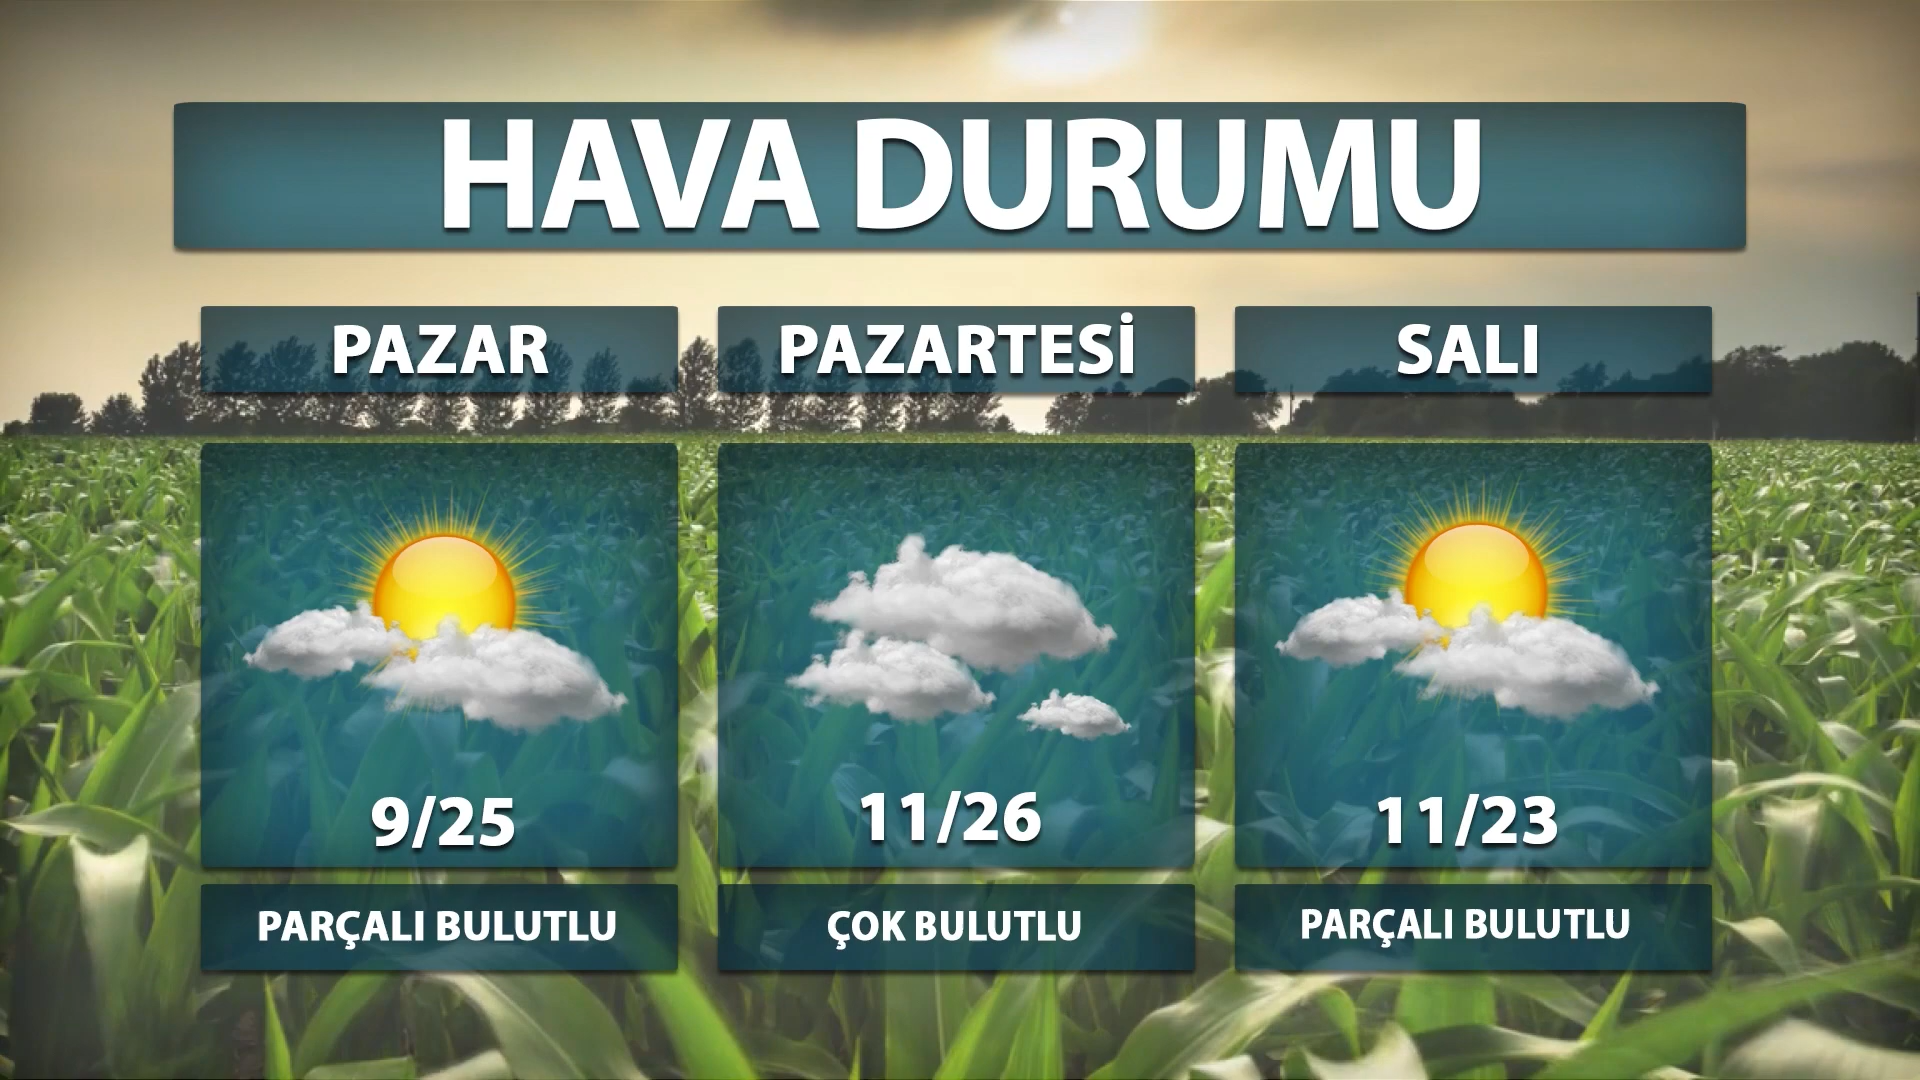 HAVA DURUMU
PAZAR
PAZARTESİ
SALI
9/25
11/26
11/23
PARÇALI BULUTLU
ÇOK BULUTLU
PARÇALI BULUTLU